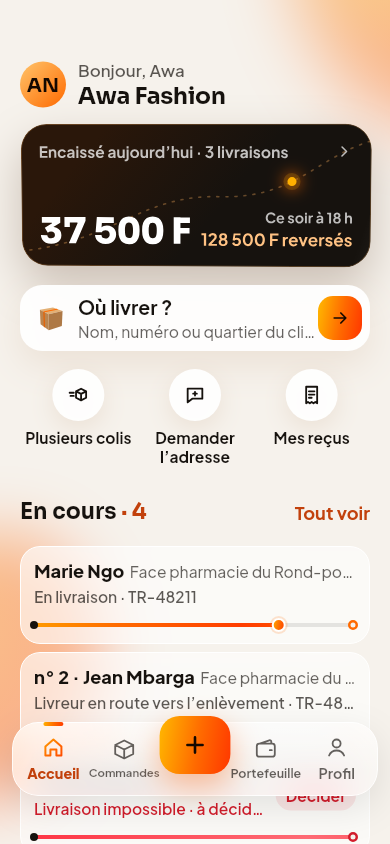 Bonjour, Awa
AN
Awa Fashion
Encaissé aujourd’hui · 3 livraisons
Ce soir à 18 h
37 500 F
128 500 F reversés
Où livrer ?
Nom, numéro ou quartier du cli…
Plusieurs colis
Demander
l’adresse
Mes reçus
En cours · 4
Tout voir
Marie Ngo Face pharmacie du Rond-po…
En livraison · TR-48211
n° 2 · Jean Mbarga Face pharmacie du …
Livreur en route vers l’enlèvement · TR-48…
Accueil
Commandes
Portefeuille
Profil
Décider
Livraison impossible · à décid…